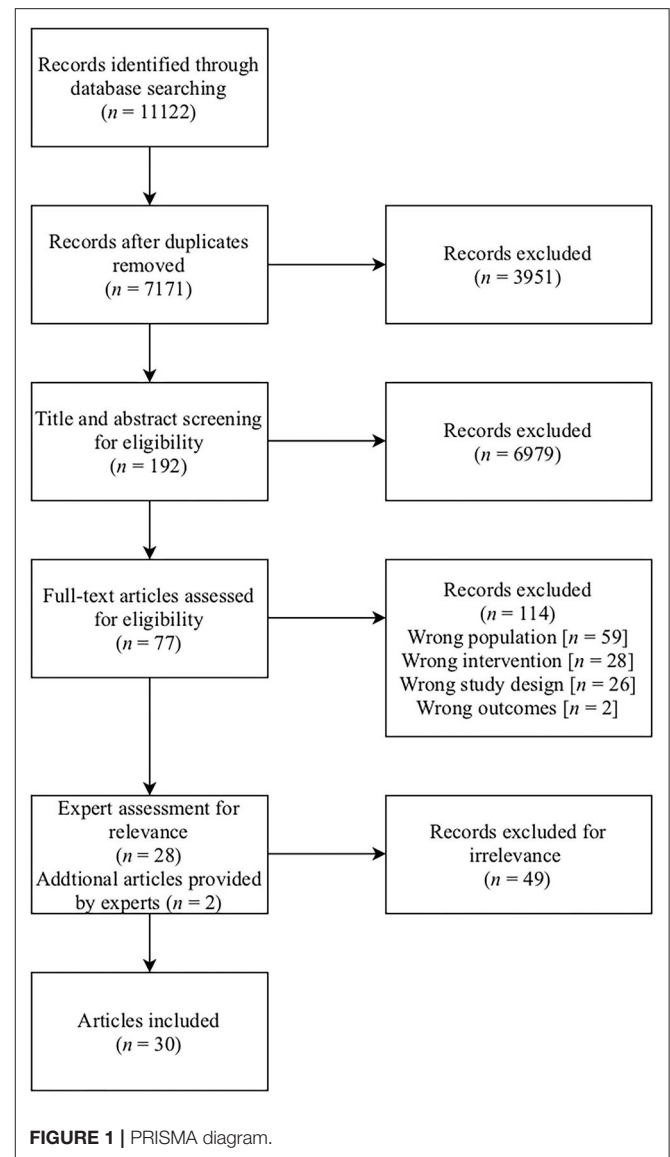 Records identified through
database searching
(n = 11122)
Records after duplicates
removed
(n = 7171)
Records excluded
(n = 3951)
Title and abstract screening
for eligibility
(n = 192)
Records excluded
(n = 6979)
Full-text articles assessed
for eligibility
(n = 77)
Records excluded
(n = 114)
Wrong population [n = 59]
Wrong intervention [n = 28]
Wrong study design [n = 26]
Wrong outcomes [n = 2]
Expert assessment for
relevance
(n = 28)
Addtional articles provided
by experts (n = 2)
Records excluded for
irrelevance
(n = 49)
Articles included
(n = 30)
FIGURE 1 | PRISMA diagram.